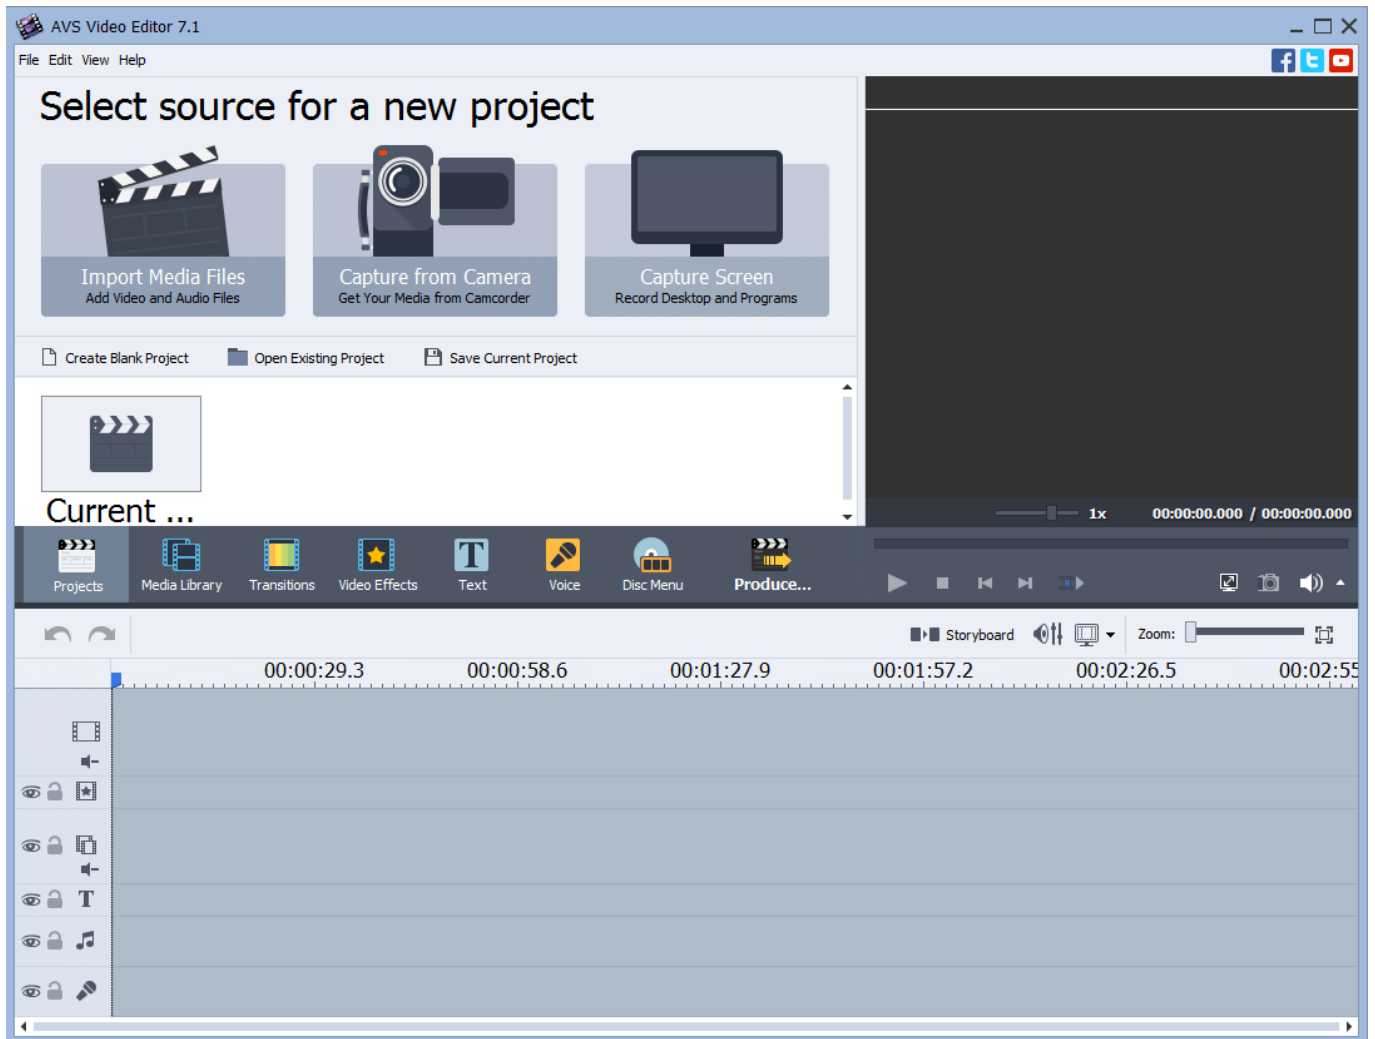 AVS Video Editor 7.1
File Edit View Help
Select source for a new project
Import Media Files
Add Video and Audio Files
Capture from Camera
Get Your Media from Camcorder
Capture Screen
Record Desktop and Programs
Create Blank Project
Open Existing Project
Save Current Project
Current ...
1x
00:00:00.000 / 00:00:00.000
Projects
Media Library
Transitions
Video Effects
T
Text
Voice
Disc Menu
Produce...
Storyboard
Zoom:
00:00:29.3 00:00:58.6 00:01:27.9 00:01:57.2 00:02:26.5 00:02:55
T